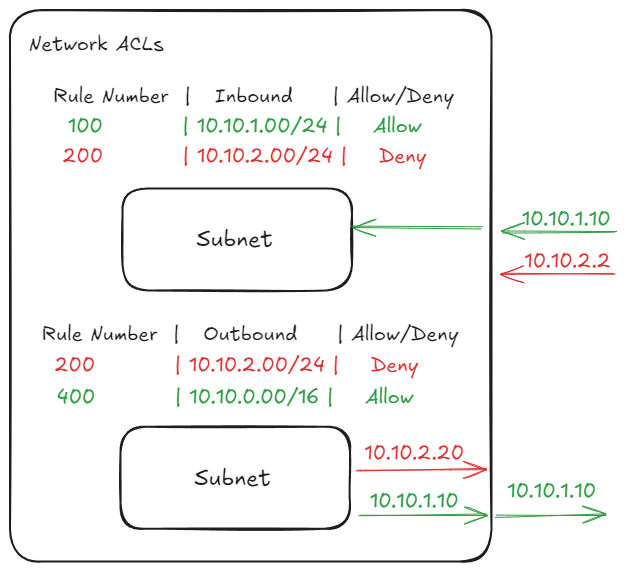 Network ACLs
Rule Number | Inbound | Allow/Deny
100 | 10.10.1.00/24 | Allow
200 | 10.10.2.00/24 | Deny
Subnet
10.10.1.10
10.10.2.2
Rule Number | Outbound | Allow/Deny
200 | 10.10.2.00/24 | Deny
400 | 10.10.0.00/16 | Allow
Subnet
10.10.2.20
10.10.1.10
10.10.1.10